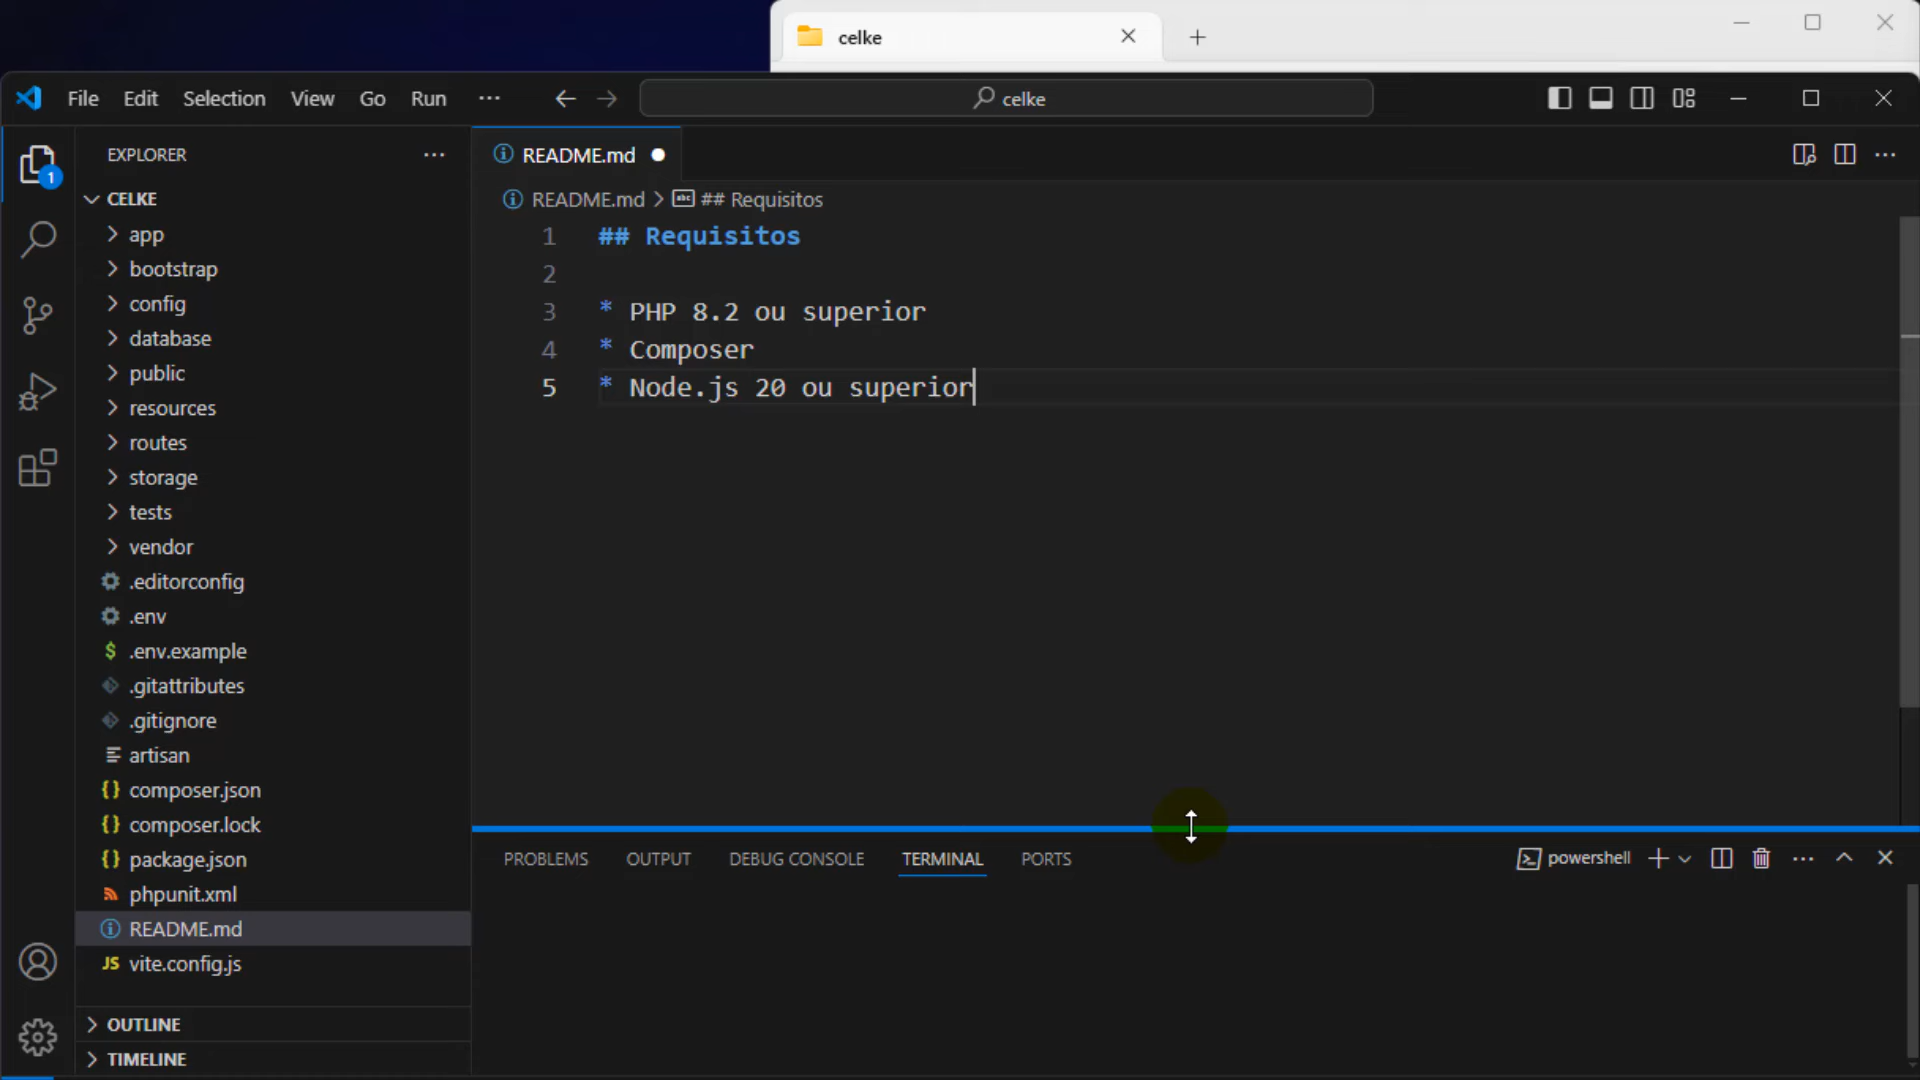 celke
File Edit Selection View Go Run ··· celke
EXPLORER ···
1
CELKE
app
bootstrap
config
database
public
resources
routes
storage
tests
vendor
.editorconfig
.env
$ .env.example
.gitattributes
.gitignore
artisan
{} composer.json
{} composer.lock
{} package.json
phpunit.xml
README.md
JS vite.config.js
OUTLINE
TIMELINE
README.md
README.md > abc ## Requisitos
1 ## Requisitos
2
3 * PHP 8.2 ou superior
4 * Composer
5 * Node.js 20 ou superior
PROBLEMS OUTPUT DEBUG CONSOLE TERMINAL PORTS powershell